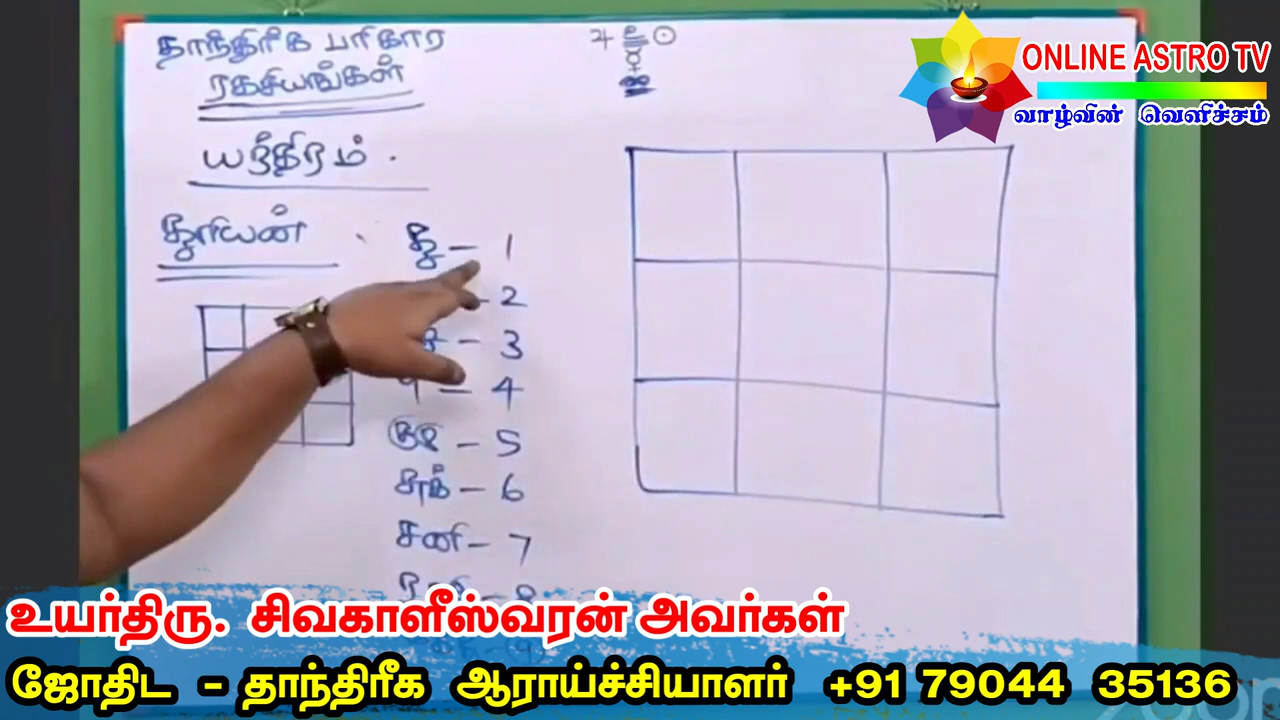 தாந்திரீக பரிகார
ரகசியங்கள்
யந்திரம்.
சூரியன்
சூ - 1
- 2
- 3
- 4
குரு - 5
சுக் - 6
சனி - 7
ONLINE ASTRO TV
வாழ்வின் வெளிச்சம்
உயர்திரு. சிவகாளீஸ்வரன் அவர்கள்
ஜோதிட - தாந்திரீக ஆராய்ச்சியாளர் +91 79044 35136